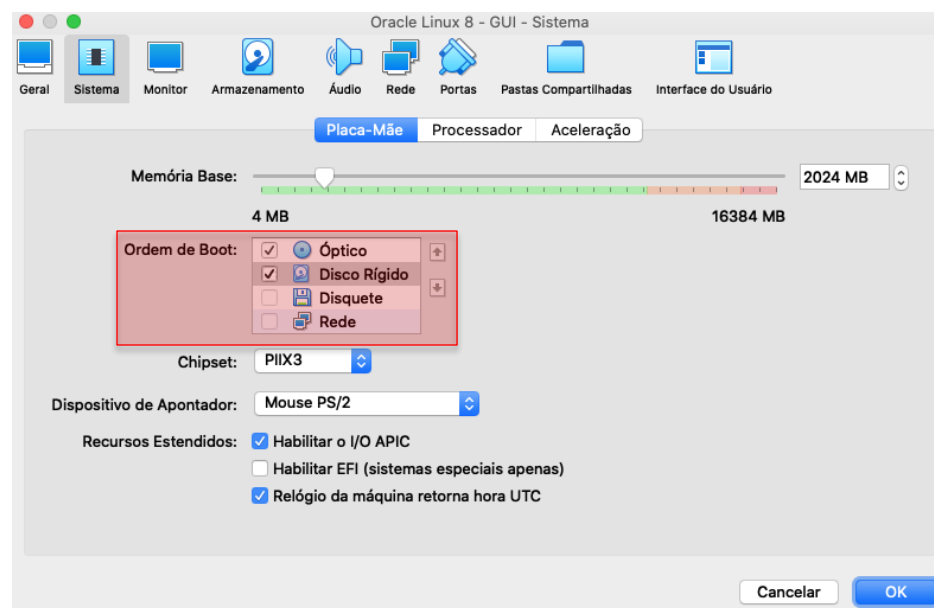 Oracle Linux 8 - GUI - Sistema
Geral Sistema Monitor Armazenamento Áudio Rede Portas Pastas Compartilhadas Interface do Usuário
Placa-Mãe Processador Aceleração
Memória Base: 2024 MB
4 MB 16384 MB
Ordem de Boot: Óptico
Disco Rígido
Disquete
Rede
Chipset: PIIX3
Dispositivo de Apontador: Mouse PS/2
Recursos Estendidos: Habilitar o I/O APIC
Habilitar EFI (sistemas especiais apenas)
Relógio da máquina retorna hora UTC
Cancelar OK